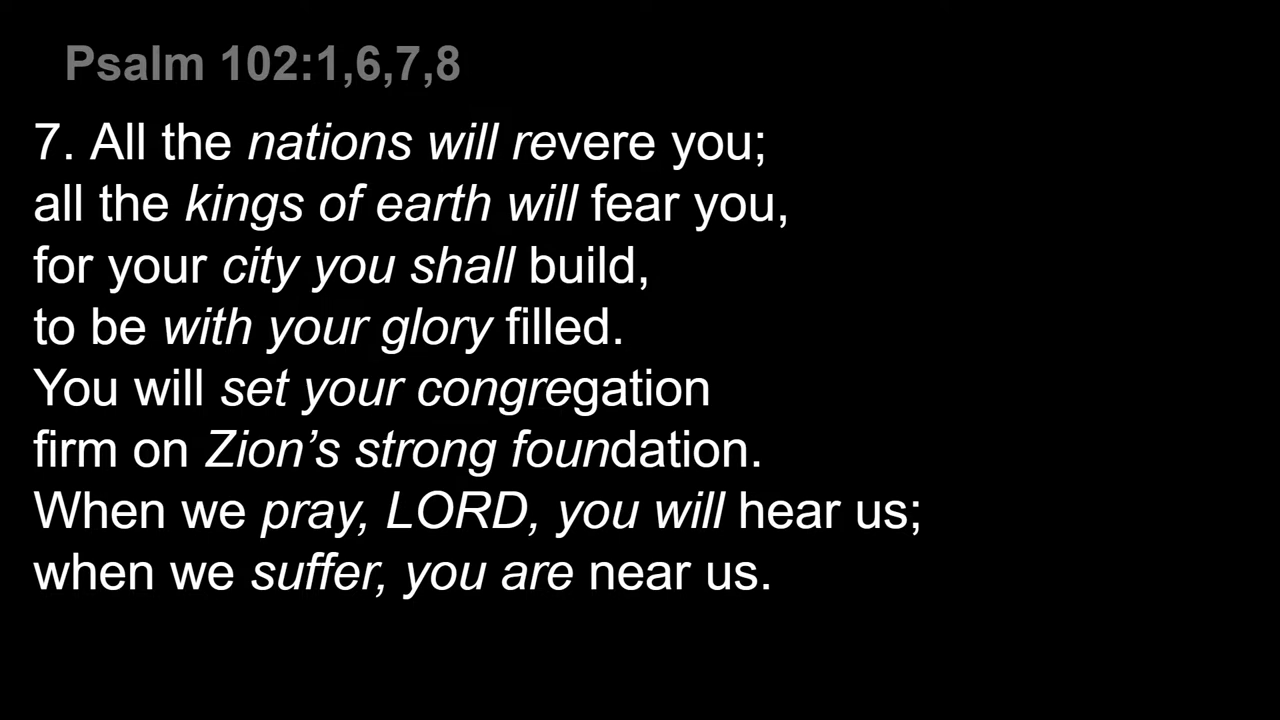 Psalm 102:1,6,7,8
7. All the nations will revere you;
all the kings of earth will fear you,
for your city you shall build,
to be with your glory filled.
You will set your congregation
firm on Zion’s strong foundation.
When we pray, LORD, you will hear us;
when we suffer, you are near us.